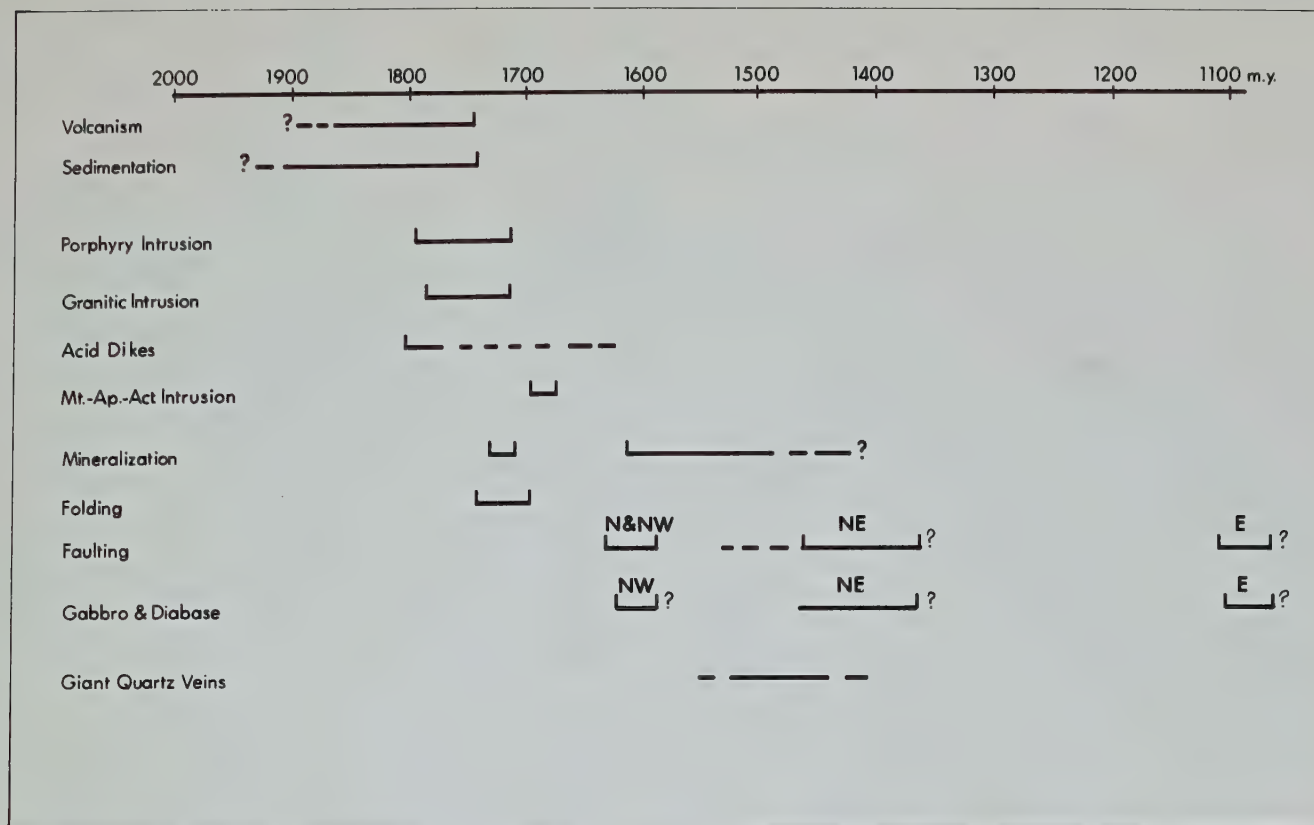 2000 1900 1800 1700 1600 1500 1400 1300 1200 1100 m.y.
Volcanism ?
Sedimentation ?
Porphyry Intrusion
Granitic Intrusion
Acid Dikes
Mt.-Ap.-Act Intrusion
Mineralization ?
Folding
N&NW NE E
Faulting ? ?
NW NE E
Gabbro & Diabase ? ? ?
Giant Quartz Veins